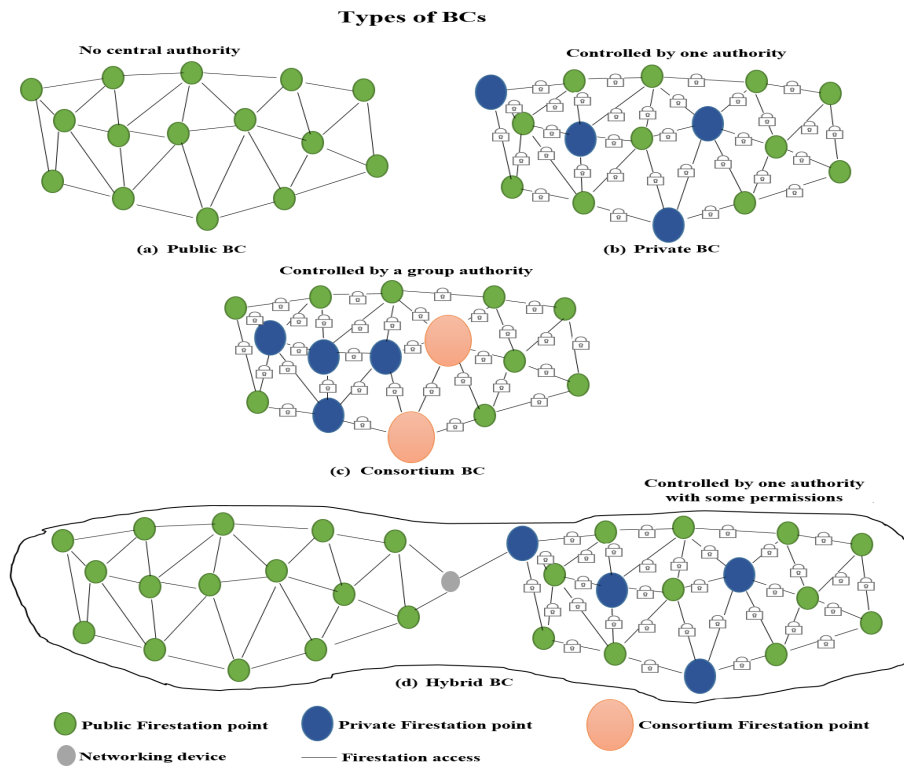 Types of BCs
No central authority
Controlled by one authority
(a) Public BC
(b) Private BC
Controlled by a group authority
(c) Consortium BC
Controlled by one authority
with some permissions
(d) Hybrid BC
Public Firestation point
Private Firestation point
Consortium Firestation point
Networking device
Firestation access